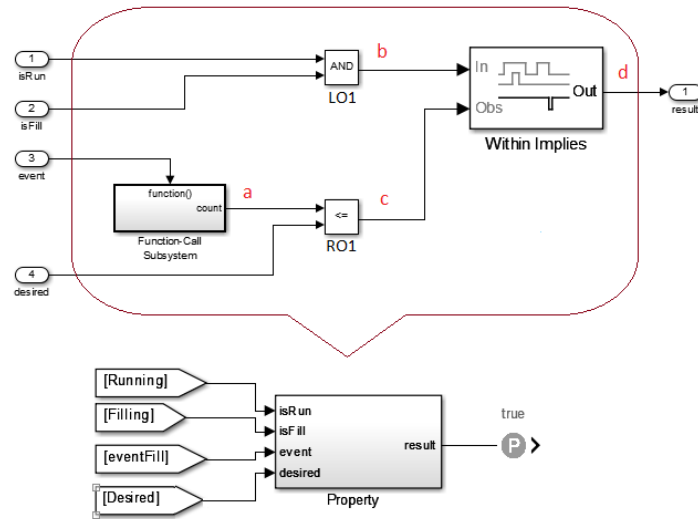 1
isRun
2
isFill
3
event
4
desired
AND
LO1
b
function()
count
Function-Call
Subsystem
a
<=
RO1
c
In
Obs
Out
Within Implies
d
1
result
[Running]
[Filling]
[eventFill]
[Desired]
isRun
isFill
event
desired
result
Property
true
P